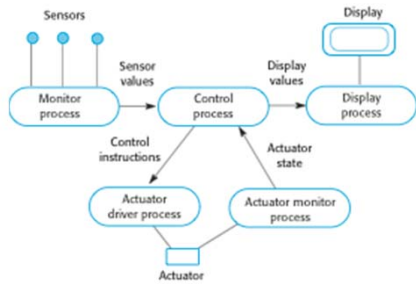 Sensors
Display
Sensor
values
Display
values
Monitor
process
Control
process
Display
process
Control
instructions
Actuator
state
Actuator
driver process
Actuator monitor
process
Actuator